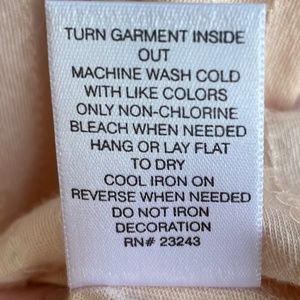 TURN GARMENT INSIDE
OUT
MACHINE WASH COLD
WITH LIKE COLORS
ONLY NON-CHLORINE
BLEACH WHEN NEEDED
HANG OR LAY FLAT
TO DRY
COOL IRON ON
REVERSE WHEN NEEDED
DO NOT IRON
DECORATION
RN# 23243